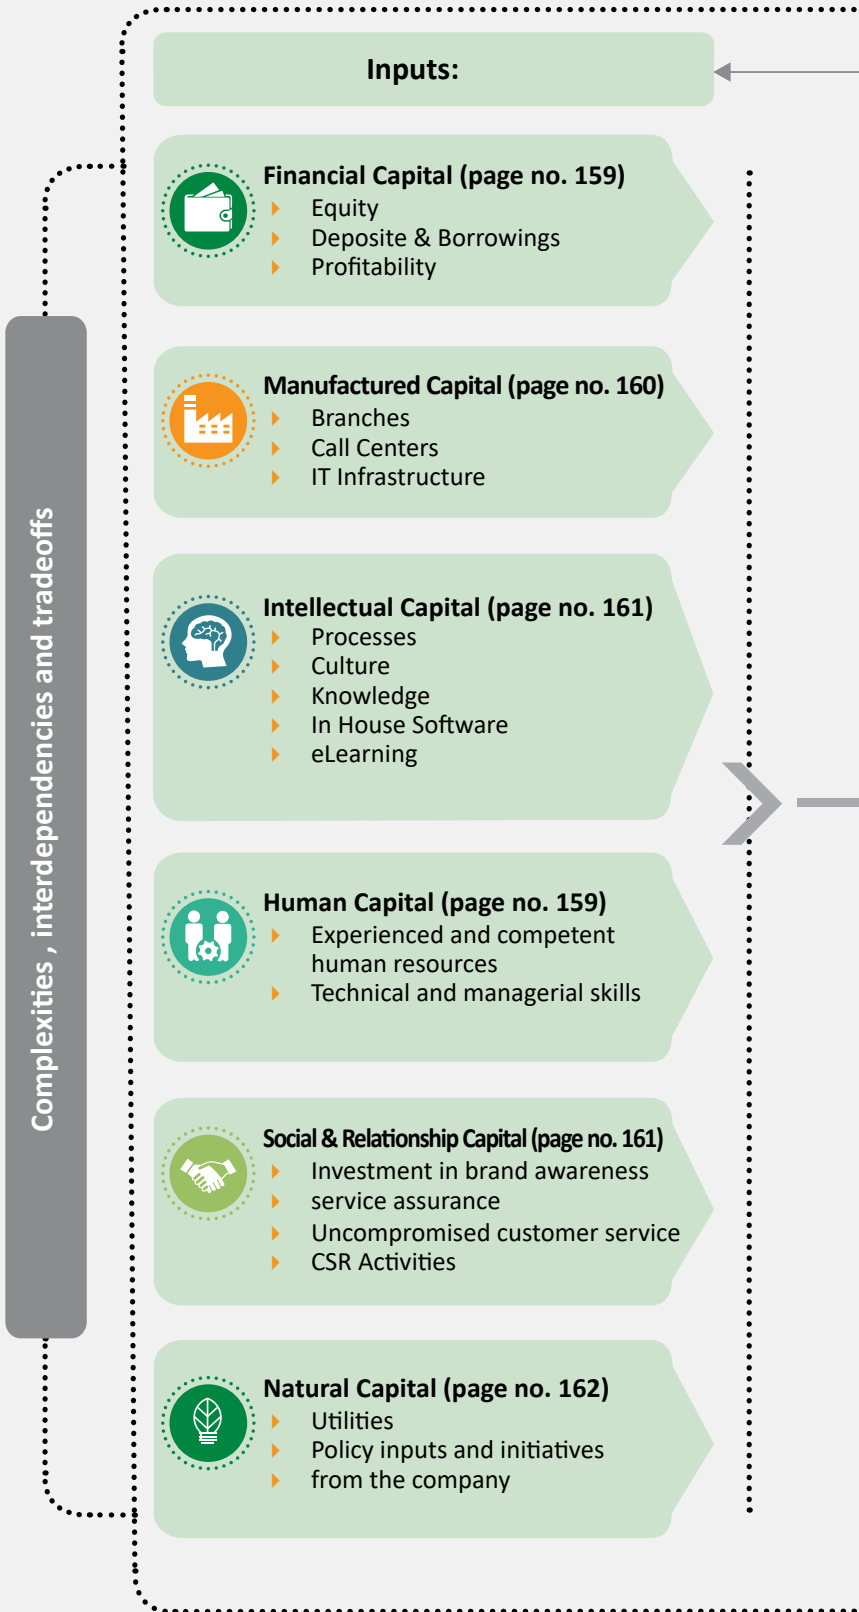 Inputs:
Complexities , interdependencies and tradeoffs
Financial Capital (page no. 159)
Equity
Deposite & Borrowings
Profitability
Manufactured Capital (page no. 160)
Branches
Call Centers
IT Infrastructure
Intellectual Capital (page no. 161)
Processes
Culture
Knowledge
In House Software
eLearning
Human Capital (page no. 159)
Experienced and competent
human resources
Technical and managerial skills
Social & Relationship Capital (page no. 161)
Investment in brand awareness
service assurance
Uncompromised customer service
CSR Activities
Natural Capital (page no. 162)
Utilities
Policy inputs and initiatives
from the company